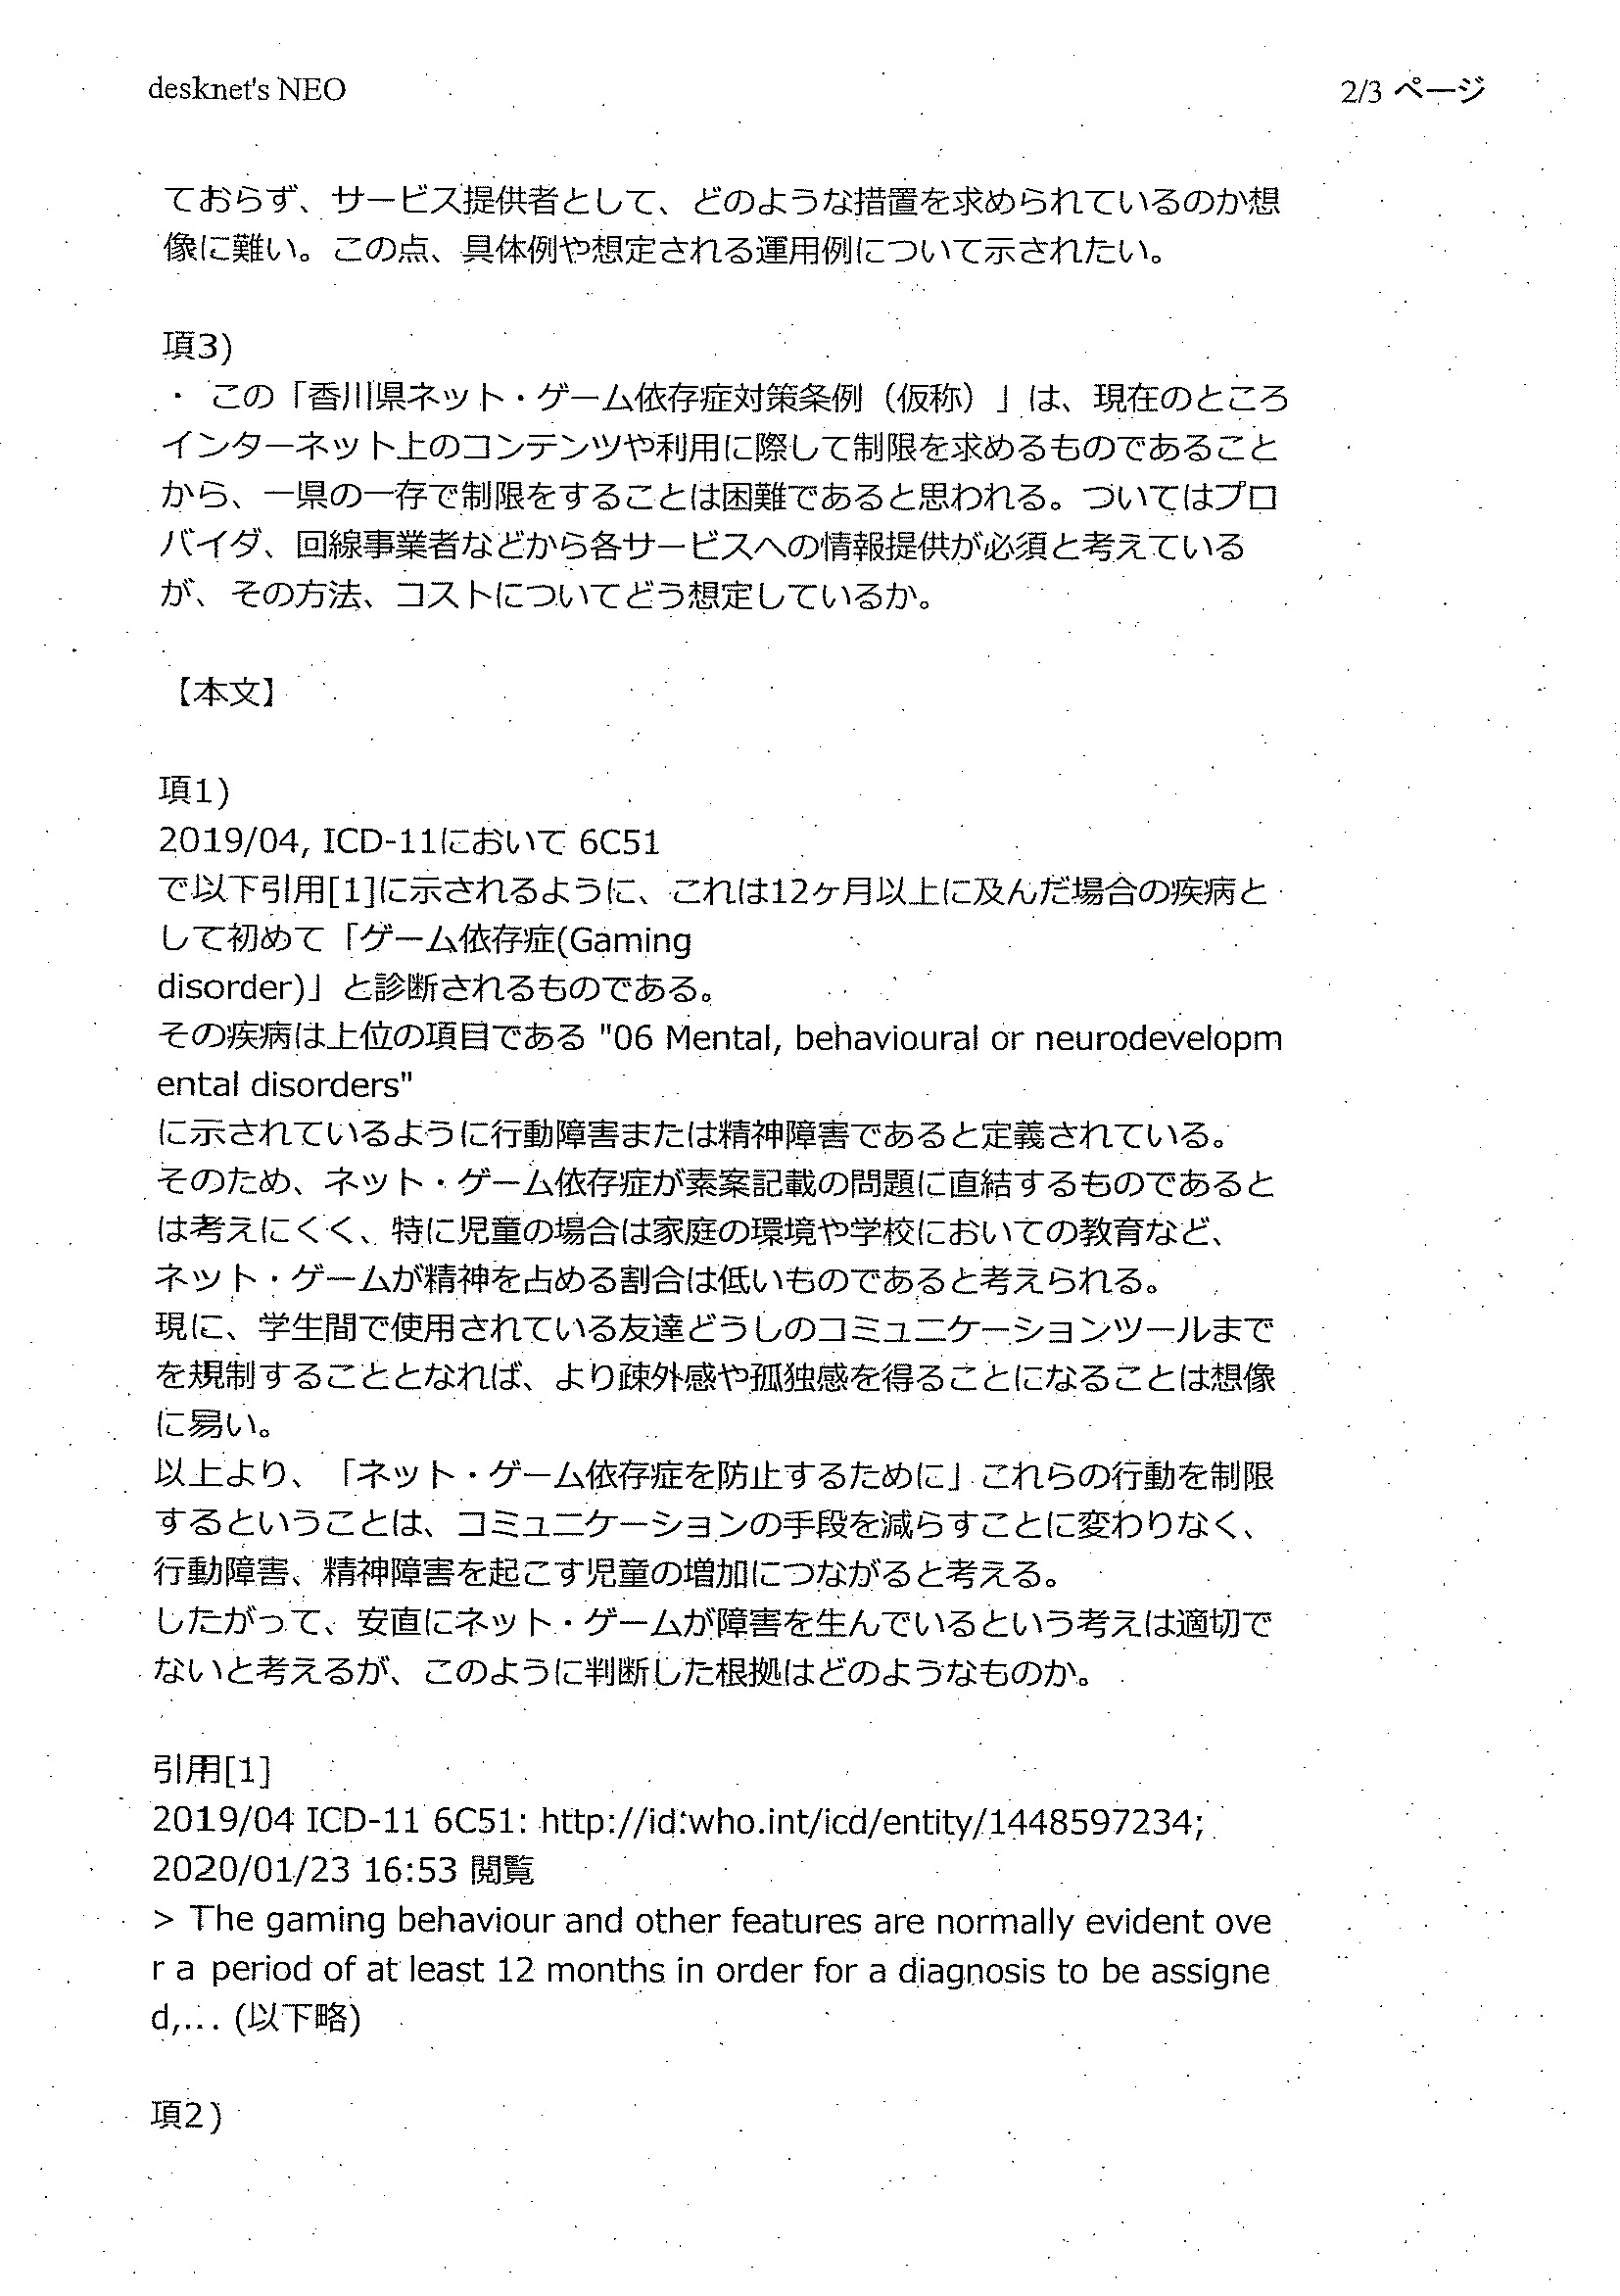 desknet's NEO
2/3 ページ
ておらず、サービス提供者として、どのような措置を求められているのか想
像に難い。この点、具体例や想定される運用例について示されたい。
項3)
・ この「香川県ネット・ゲーム依存症対策条例（仮称）」は、現在のところ
インターネット上のコンテンツや利用に際して制限を求めるものであること
から、一県の一存で制限をすることは困難であると思われる。ついてはプロ
バイダ、回線事業者などから各サービスへの情報提供が必須と考えている
が、その方法、コストについてどう想定しているか。
【本文】
項1)
2019/04, ICD-11において 6C51
で以下引用[1]に示されるように、これは12ヶ月以上に及んだ場合の疾病と
して初めて「ゲーム依存症(Gaming
disorder)」と診断されるものである。
その疾病は上位の項目である "06 Mental, behavioural or neurodevelopm
ental disorders"
に示されているように行動障害または精神障害であると定義されている。
そのため、ネット・ゲーム依存症が素案記載の問題に直結するものであると
は考えにくく、特に児童の場合は家庭の環境や学校においての教育など、
ネット・ゲームが精神を占める割合は低いものであると考えられる。
現に、学生間で使用されている友達どうしのコミュニケーションツールまで
を規制することとなれば、より疎外感や孤独感を得ることになることは想像
に易い。
以上より、「ネット・ゲーム依存症を防止するために」これらの行動を制限
するということは、コミュニケーションの手段を減らすことに変わりなく、
行動障害、精神障害を起こす児童の増加につながると考える。
したがって、安直にネット・ゲームが障害を生んでいるという考えは適切で
ないと考えるが、このように判断した根拠はどのようなものか。
引用[1]
2019/04 ICD-11 6C51: http://id.who.int/icd/entity/1448597234;
2020/01/23 16:53 閲覧
> The gaming behaviour and other features are normally evident ove
r a period of at least 12 months in order for a diagnosis to be assigne
d,... (以下略)
項2)